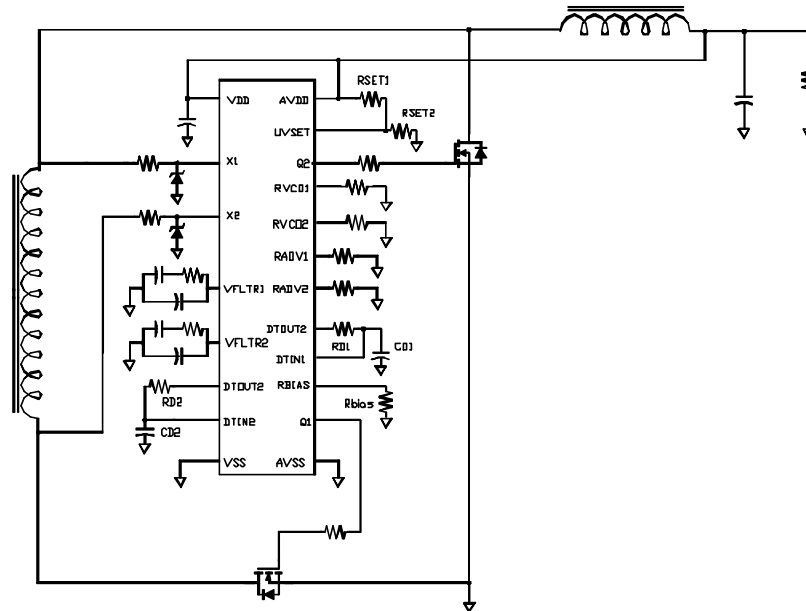 RSET1
VDD
AVDD
RSET2
UVSET
X1
Q2
RVCO1
X2
RVCO2
RADV1
VFLTR1
RADV2
DTOUT2
VFLTR2
RD1
CD1
DTIN1
DTOUT2
RBIAS
RD2
Rbias
DTIN2
Q1
CD2
VSS
AVSS